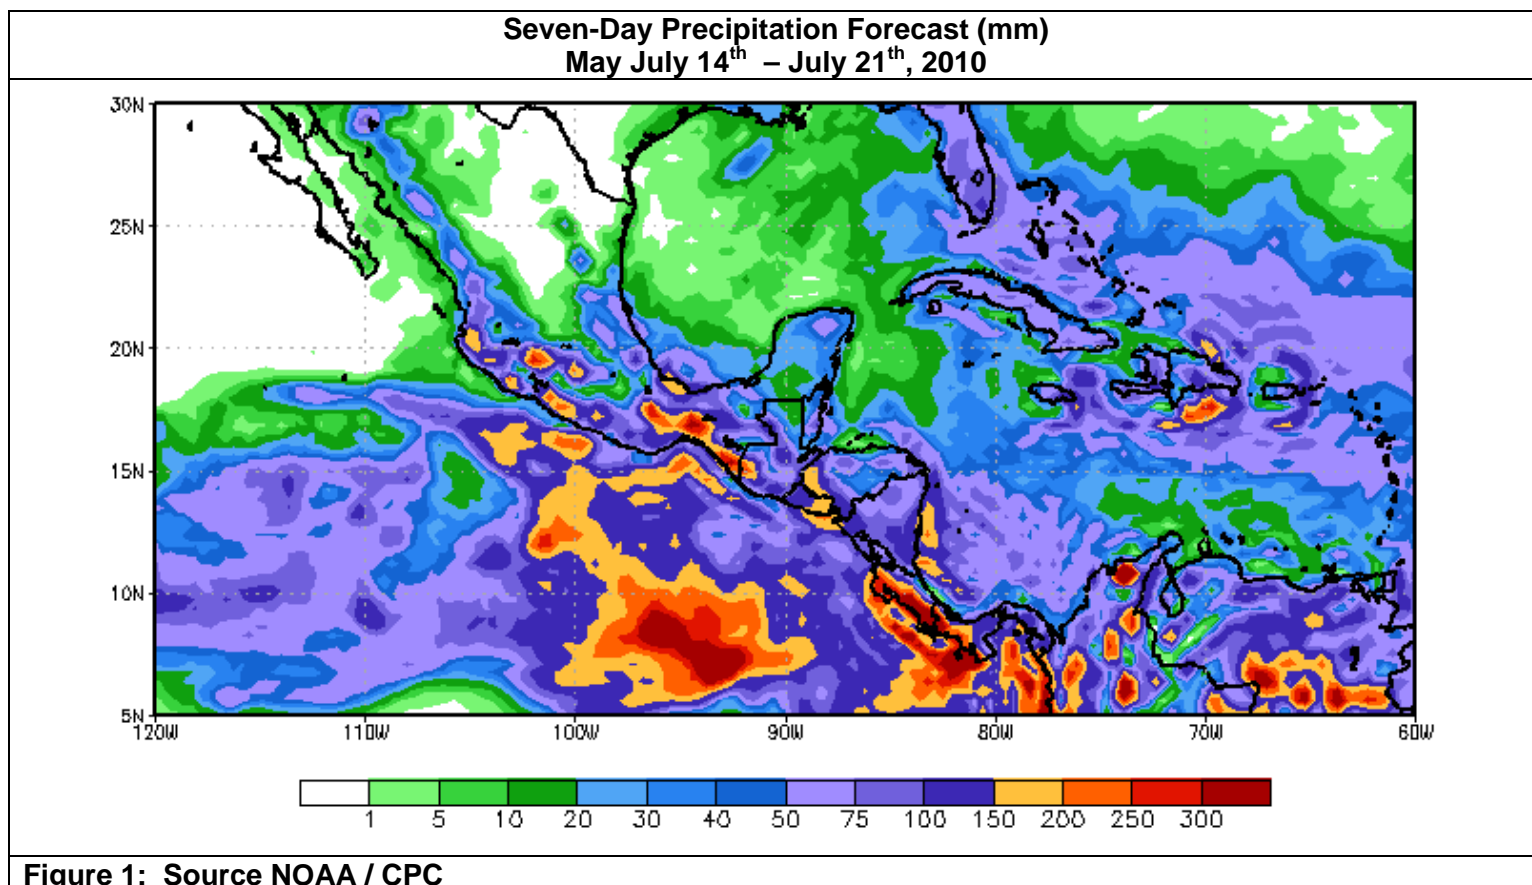 Seven-Day Precipitation Forecast (mm)
May July 14th – July 21th, 2010
30N
25N
20N
15N
10N
5N
120W 110W 100W 90W 80W 70W 60W
1 5 10 20 30 40 50 75 100 150 200 250 300
Figure 1: Source NOAA / CPC